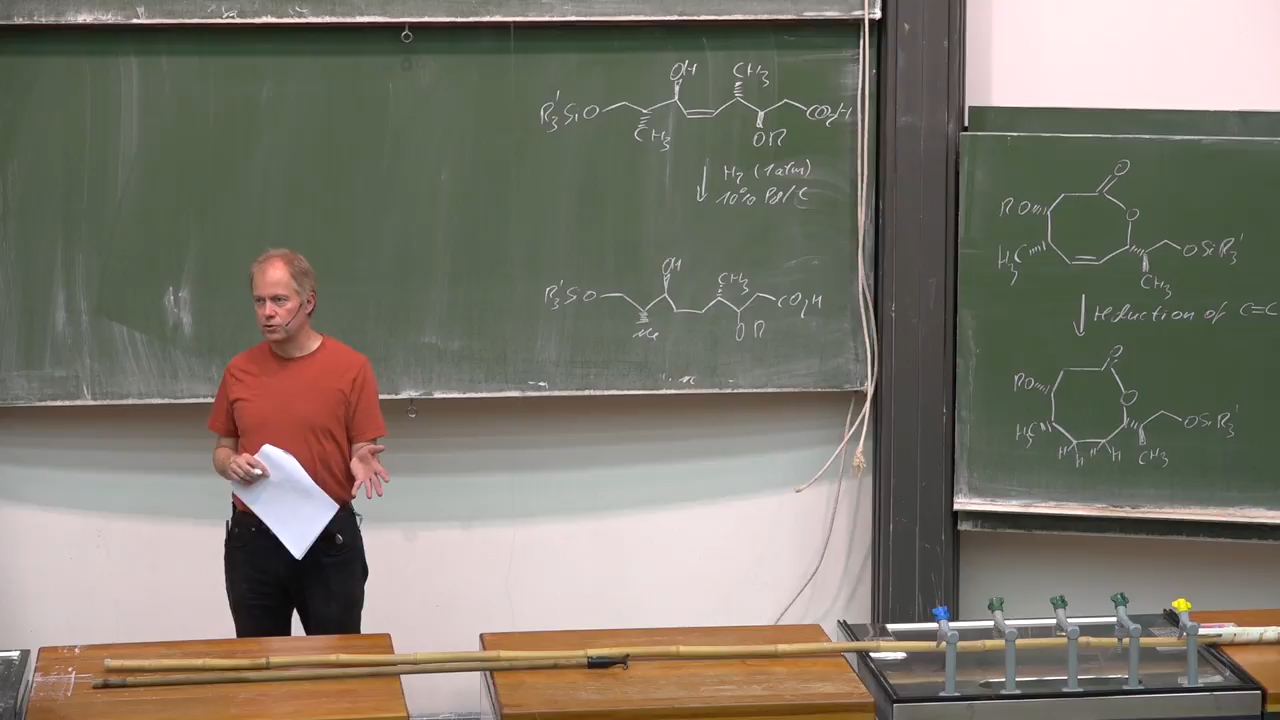 OH CH3
R'3SiO CO2H
CH3 OR
H2 (1 atm)
10% Pd/C
OH CH3
R'3SiO CO2H
Me OR
O
RO O
H3C OSiR'3
CH3
reduction of C=C
O
RO O
H3C OSiR'3
H H H H CH3